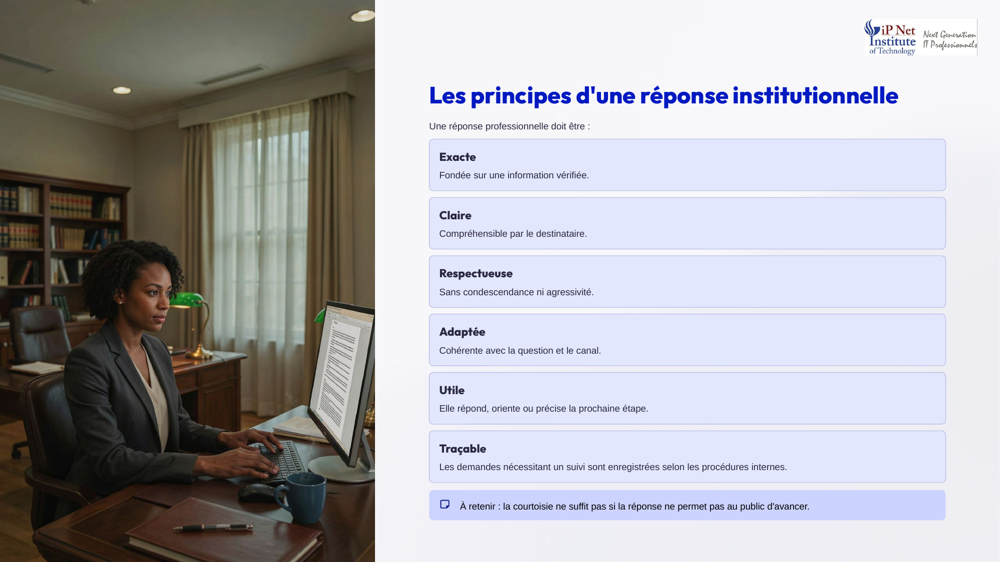 iP Net
Institute
of Technology
Next Generation
IT Professionnels
Les principes d'une réponse institutionnelle
Une réponse professionnelle doit être :
Exacte
Fondée sur une information vérifiée.
Claire
Compréhensible par le destinataire.
Respectueuse
Sans condescendance ni agressivité.
Adaptée
Cohérente avec la question et le canal.
Utile
Elle répond, oriente ou précise la prochaine étape.
Traçable
Les demandes nécessitant un suivi sont enregistrées selon les procédures internes.
À retenir : la courtoisie ne suffit pas si la réponse ne permet pas au public d'avancer.